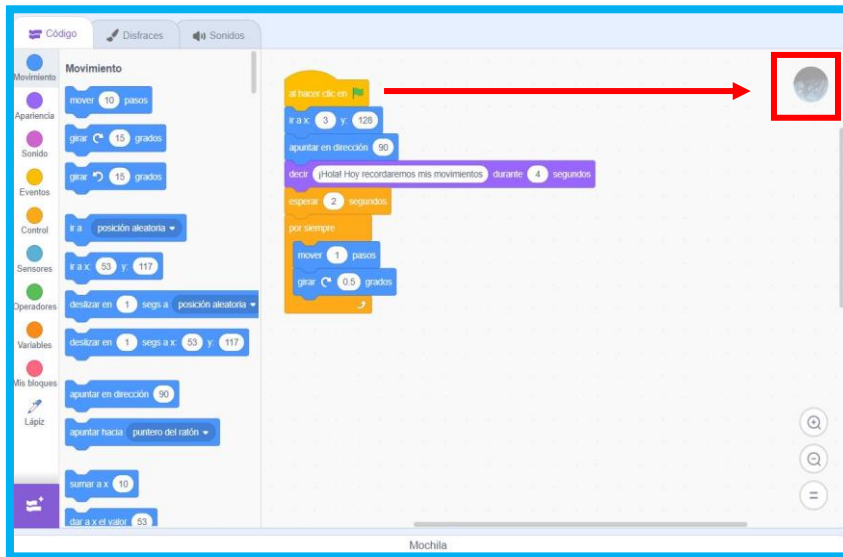 Código Disfraces Sonidos
Movimiento
Apariencia
Sonido
Eventos
Control
Sensores
Operadores
Variables
Mis bloques
Lápiz
Movimiento
mover 10 pasos
girar 15 grados
girar 15 grados
ir a posición aleatoria
ir a x: 53 y: 117
deslizar en 1 segs a posición aleatoria
deslizar en 1 segs a x: 53 y: 117
apuntar en dirección 90
apuntar hacia puntero del ratón
sumar a x 10
dar a x el valor 53
al hacer clic en
ir a x: 3 y: 128
apuntar en dirección 90
decir ¡Hola! Hoy recordaremos mis movimientos durante 4 segundos
esperar 2 segundos
por siempre
mover 1 pasos
girar 0.5 grados
Mochila